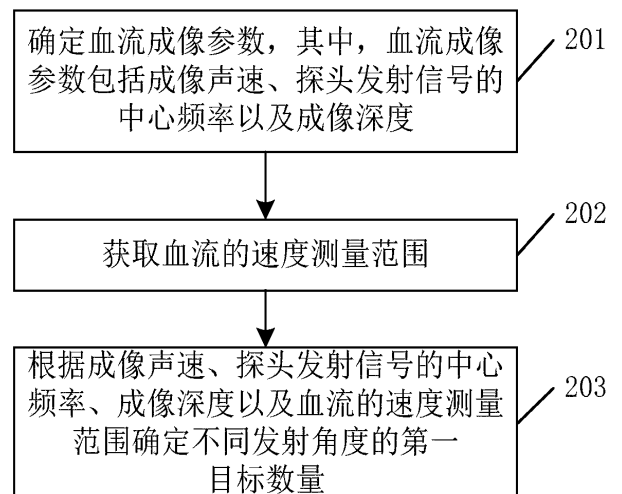 确定血流成像参数，其中，血流成像
参数包括成像声速、探头发射信号的
中心频率以及成像深度
201
获取血流的速度测量范围
202
根据成像声速、探头发射信号的中心
频率、成像深度以及血流的速度测量
范围确定不同发射角度的第一
目标数量
203